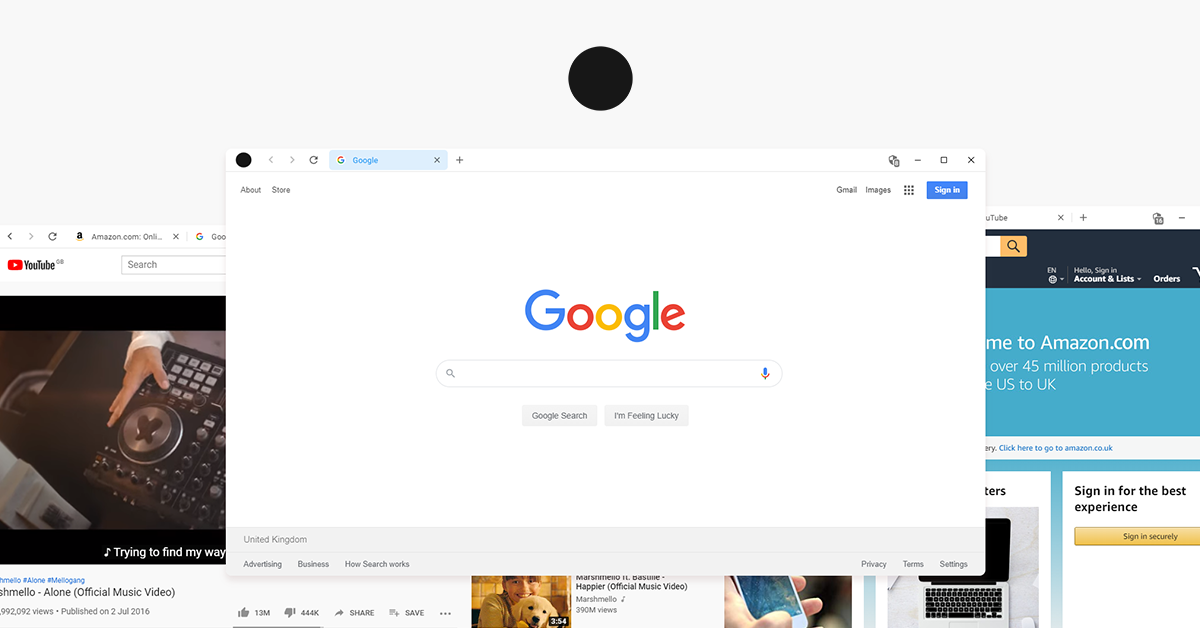 Google
About Store
Gmail Images Sign in
Google
Google Search I'm Feeling Lucky
United Kingdom
Advertising Business How Search works
Privacy Terms Settings
a Amazon.com: Onli...
Goo
YouTube GB
Search
♪ Trying to find my way
shmello #Alone #Mellogang
shmello - Alone (Official Music Video)
,992,092 views • Published on 2 Jul 2016
13M 444K SHARE SAVE
3:54
Marshmello ft. Bastille -
Happier (Official Music Video)
Marshmello ♪
390M views
uTube
EN
Hello, Sign in
Account & Lists
Orders
me to Amazon.com
over 45 million products
e US to UK
ery. Click here to go to amazon.co.uk
ters
Sign in for the best
experience
Sign in securely